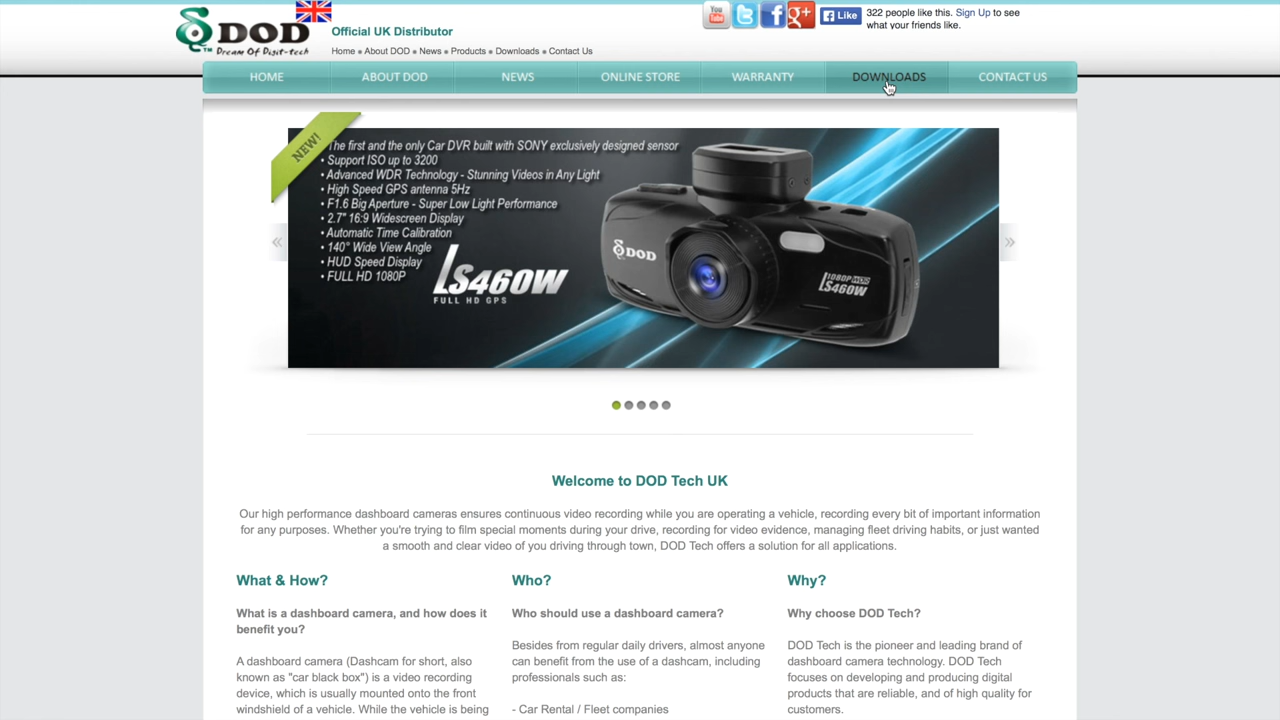 DOD
TM Dream Of Digit-tech
Official UK Distributor
Home About DOD News Products Downloads Contact Us
You Tube
f
g+
f Like
322 people like this. Sign Up to see
what your friends like.
HOME ABOUT DOD NEWS ONLINE STORE WARRANTY DOWNLOADS CONTACT US
NEW!
The first and the only Car DVR built with SONY exclusively designed sensor
• Support ISO up to 3200
• Advanced WDR Technology - Stunning Videos in Any Light
• High Speed GPS antenna 5Hz
• F1.6 Big Aperture - Super Low Light Performance
• 2.7" 16:9 Widescreen Display
• Automatic Time Calibration
• 140° Wide View Angle
• HUD Speed Display
• FULL HD 1080P
LS460W
FULL HD GPS
DOD
1080P WDR
LS460W
« »
Welcome to DOD Tech UK
Our high performance dashboard cameras ensures continuous video recording while you are operating a vehicle, recording every bit of important information
for any purposes. Whether you're trying to film special moments during your drive, recording for video evidence, managing fleet driving habits, or just wanted
a smooth and clear video of you driving through town, DOD Tech offers a solution for all applications.
What & How?
What is a dashboard camera, and how does it
benefit you?
A dashboard camera (Dashcam for short, also
known as "car black box") is a video recording
device, which is usually mounted onto the front
windshield of a vehicle. While the vehicle is being
Who?
Who should use a dashboard camera?
Besides from regular daily drivers, almost anyone
can benefit from the use of a dashcam, including
professionals such as:
- Car Rental / Fleet companies
Why?
Why choose DOD Tech?
DOD Tech is the pioneer and leading brand of
dashboard camera technology. DOD Tech
focuses on developing and producing digital
products that are reliable, and of high quality for
customers.